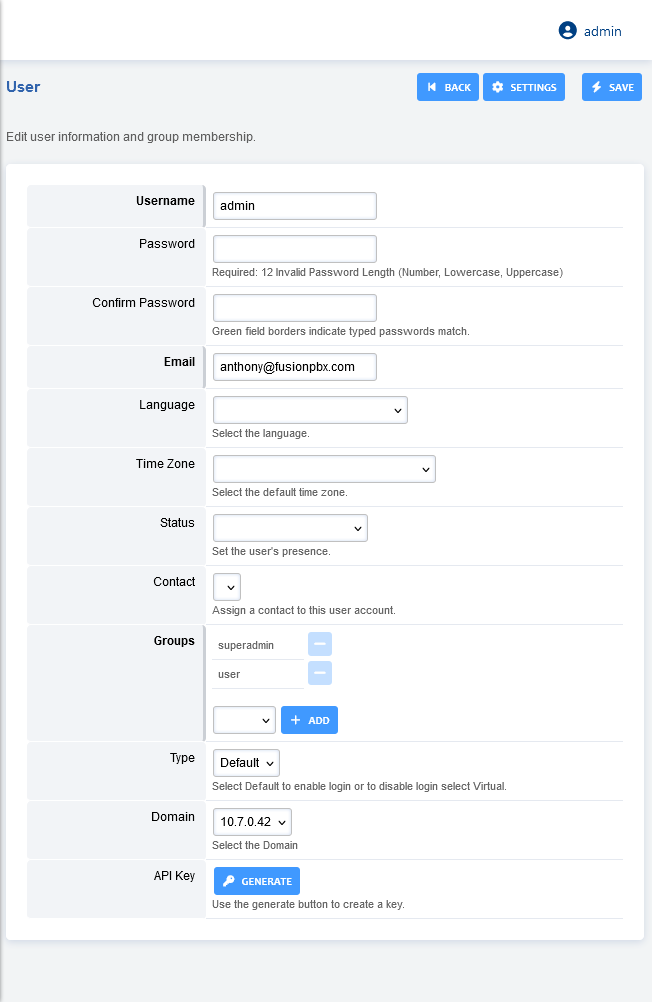 admin
User
BACK
SETTINGS
SAVE
Edit user information and group membership.
Username
admin
Password
Required: 12 Invalid Password Length (Number, Lowercase, Uppercase)
Confirm Password
Green field borders indicate typed passwords match.
Email
anthony@fusionpbx.com
Language
Select the language.
Time Zone
Select the default time zone.
Status
Set the user's presence.
Contact
Assign a contact to this user account.
Groups
superadmin
user
ADD
Type
Default
Select Default to enable login or to disable login select Virtual.
Domain
10.7.0.42
Select the Domain
API Key
GENERATE
Use the generate button to create a key.